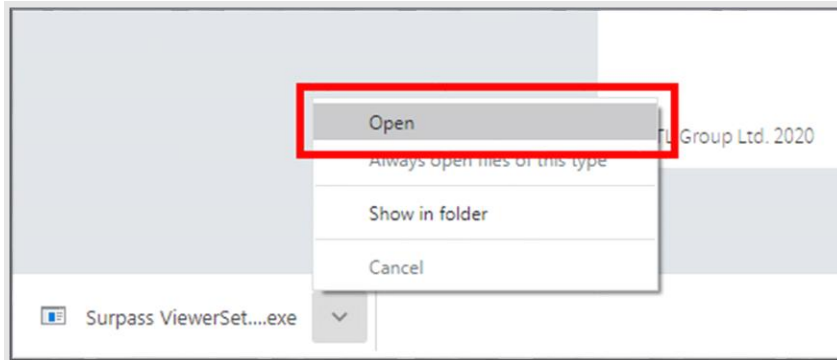 Open
TL Group Ltd. 2020
Always open files of this type
Show in folder
Cancel
Surpass ViewerSet....exe